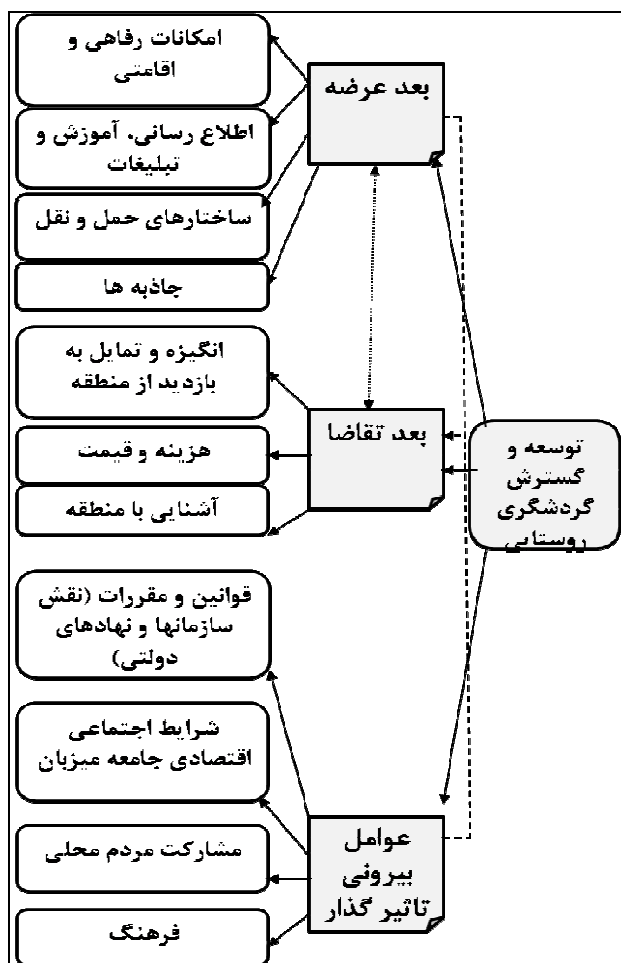 توسعه و
گسترش
گردشگری
روستایی
بعد عرضه
امکانات رفاهی و
اقامتی
اطلاع رسانی، آموزش و
تبلیغات
ساختارهای حمل و نقل
جاذبه ها
بعد تقاضا
انگیزه و تمایل به
بازدید از منطقه
هزینه و قیمت
آشنایی با منطقه
عوامل
بیرونی
تاثیر گذار
قوانین و مقررات (نقش
سازمانها و نهادهای
دولتی)
شرایط اجتماعی
اقتصادی جامعه میزبان
مشارکت مردم محلی
فرهنگ